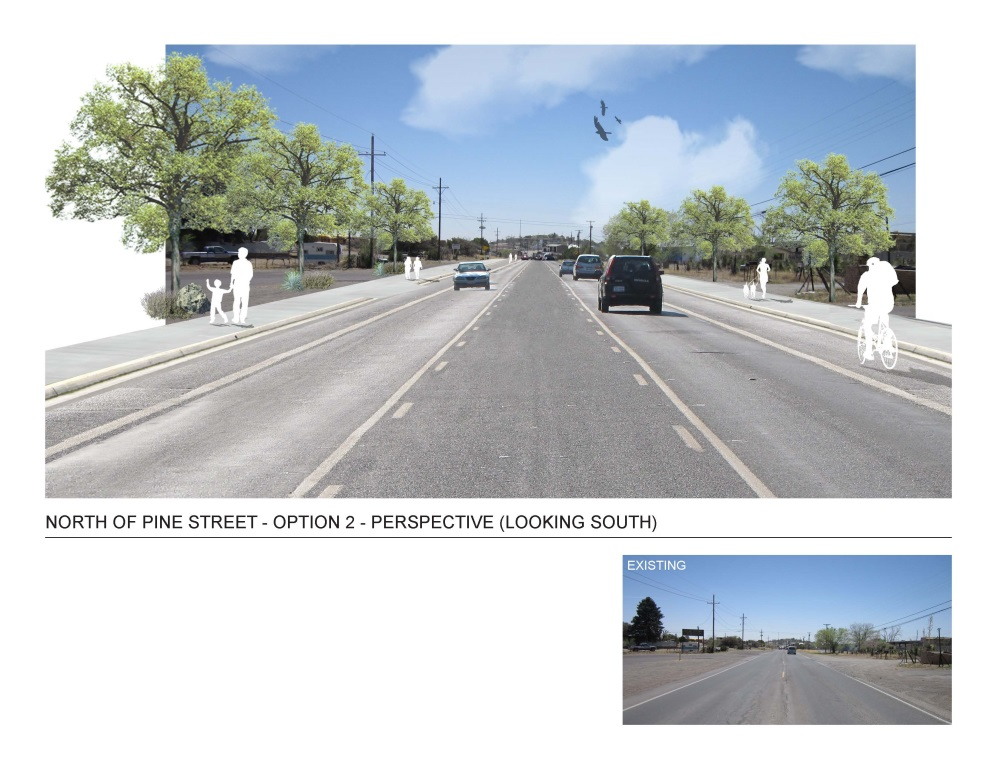 NORTH OF PINE STREET - OPTION 2 - PERSPECTIVE (LOOKING SOUTH)
EXISTING